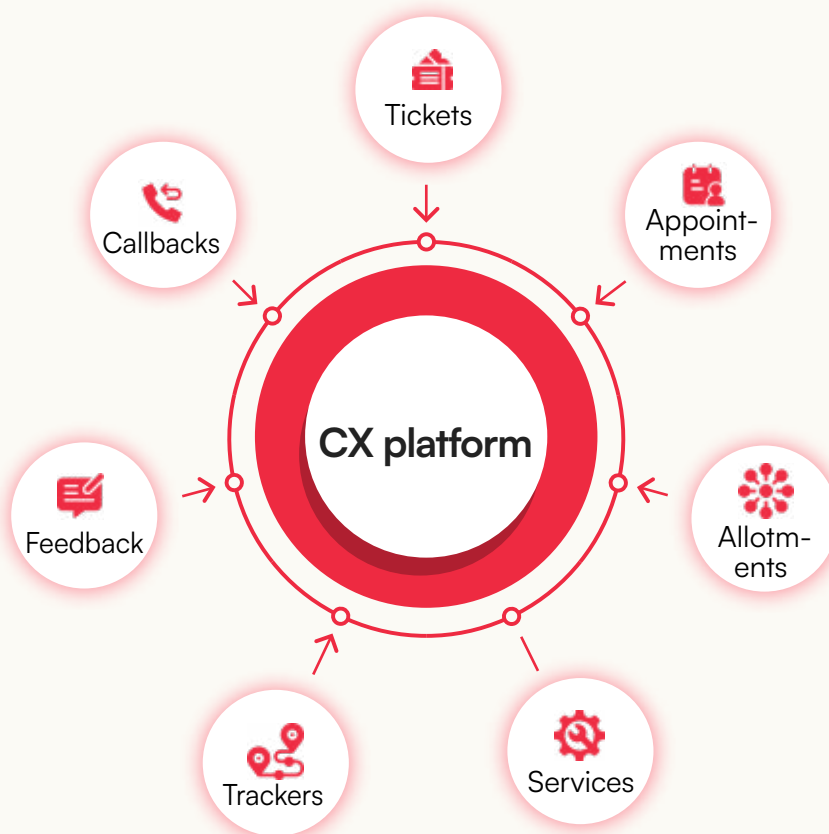 Tickets
Callbacks
Appoint-
ments
CX platform
Feedback
Allotm-
ents
Trackers
Services